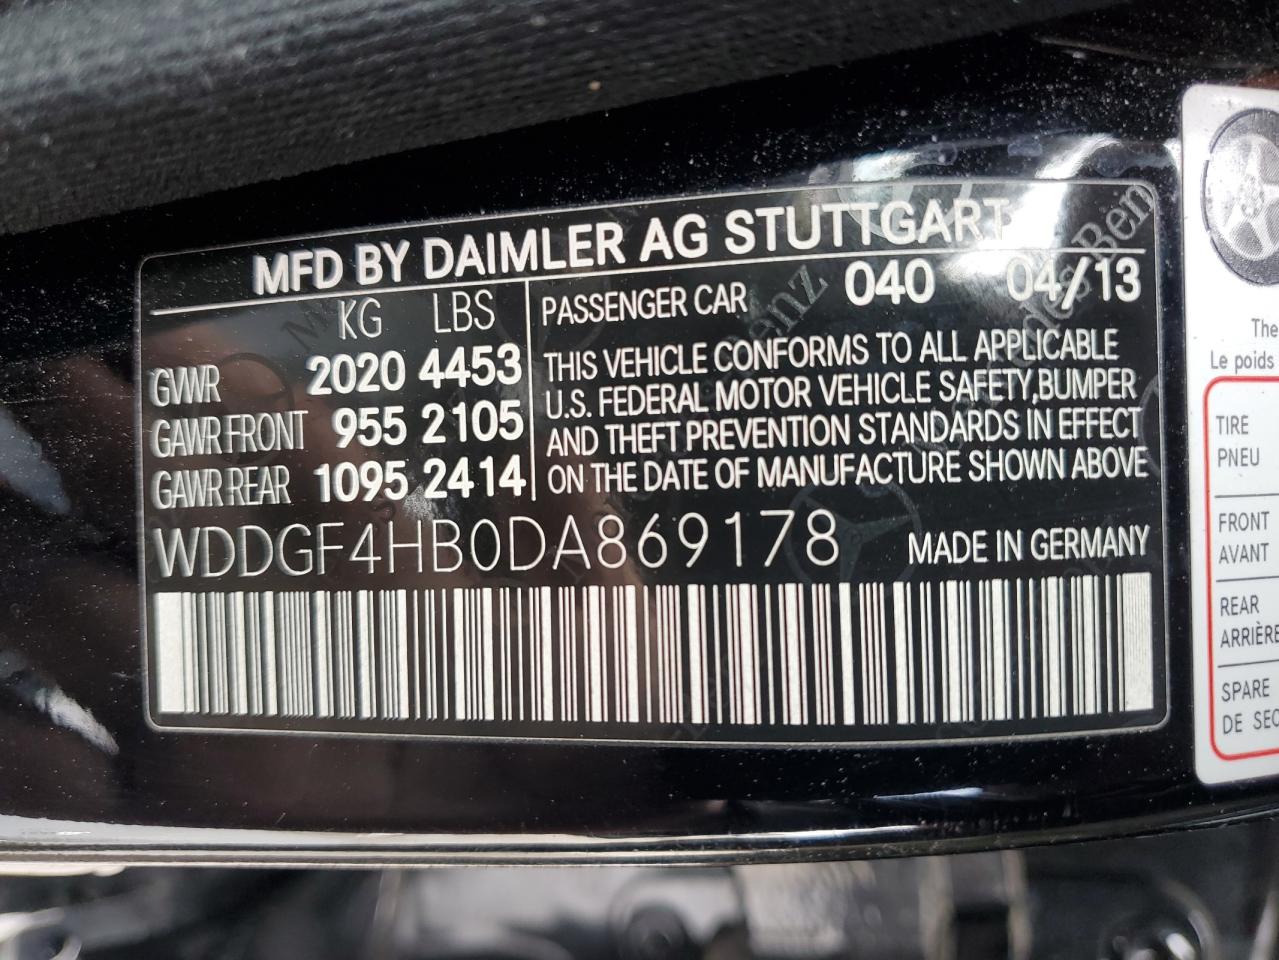 MFD BY DAIMLER AG STUTTGART
KG LBS
GVWR 2020 4453
GAWR FRONT 955 2105
GAWR REAR 1095 2414
PASSENGER CAR 040 04/13
THIS VEHICLE CONFORMS TO ALL APPLICABLE
U.S. FEDERAL MOTOR VEHICLE SAFETY,BUMPER
AND THEFT PREVENTION STANDARDS IN EFFECT
ON THE DATE OF MANUFACTURE SHOWN ABOVE
WDDGF4HB0DA869178 MADE IN GERMANY
The
Le poids
TIRE
PNEU
FRONT
AVANT
REAR
ARRIÈRE
SPARE
DE SEC